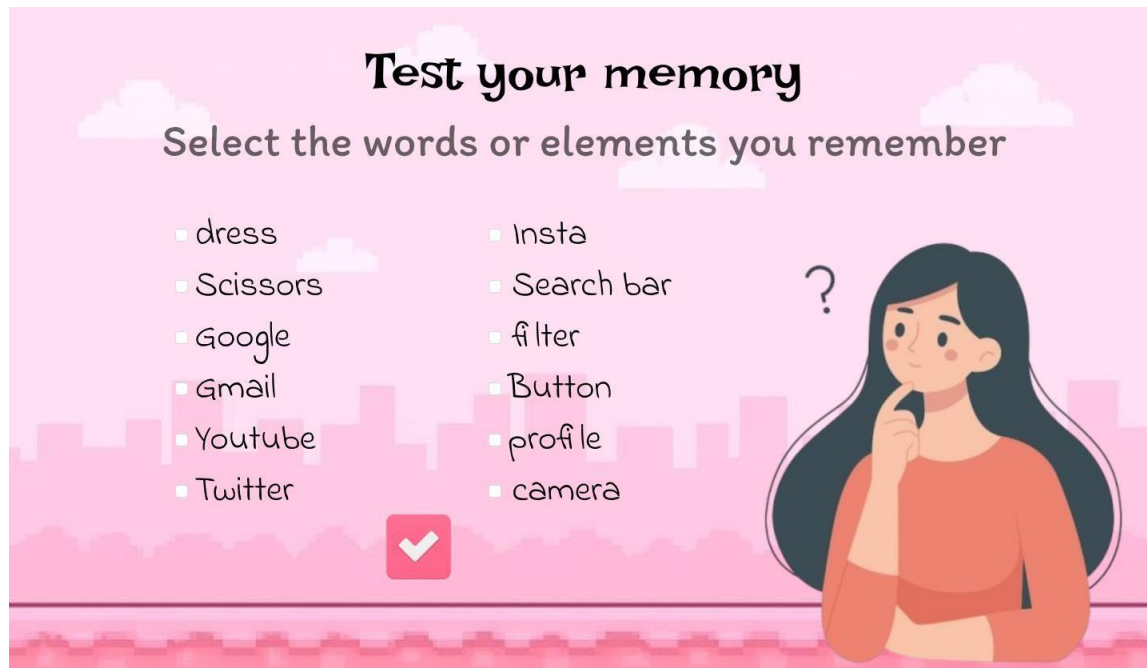 Test your memory
Select the words or elements you remember
dress
Scissors
Google
Gmail
Youtube
Twitter
Insta
Search bar
filter
Button
profile
camera
?